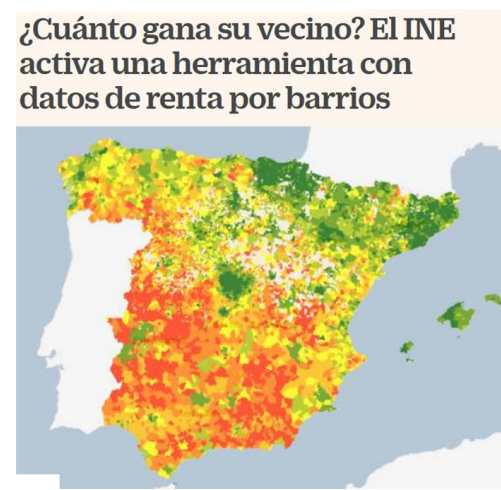 ¿Cuánto gana su vecino? El INE
activa una herramienta con
datos de renta por barrios